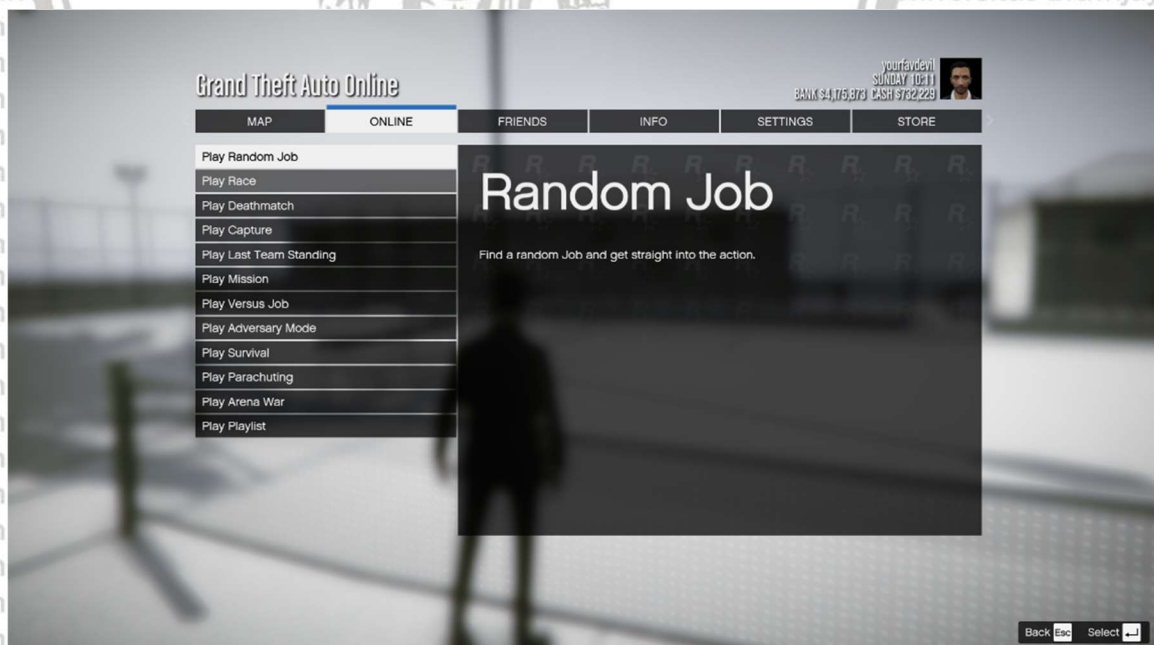 Grand Theft Auto Online
yourfavdevil
SUNDAY 10:11
BANK $4,175,873 CASH $732,229
MAP ONLINE FRIENDS INFO SETTINGS STORE
Play Random Job
Play Race
Play Deathmatch
Play Capture
Play Last Team Standing
Play Mission
Play Versus Job
Play Adversary Mode
Play Survival
Play Parachuting
Play Arena War
Play Playlist
Random Job
Find a random Job and get straight into the action.
Back Esc Select